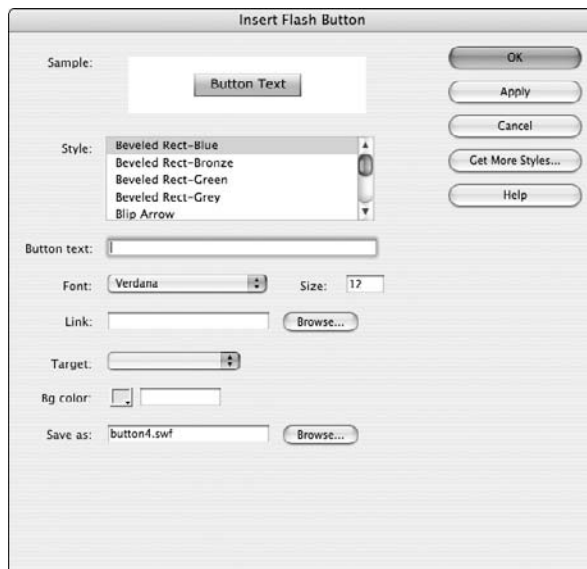 Insert Flash Button
Sample:
Button Text
OK
Apply
Cancel
Get More Styles...
Help
Style:
Beveled Rect-Blue
Beveled Rect-Bronze
Beveled Rect-Green
Beveled Rect-Grey
Blip Arrow
Button text:
Font: Verdana Size: 12
Link: Browse...
Target:
Bg color:
Save as: button4.swf Browse...